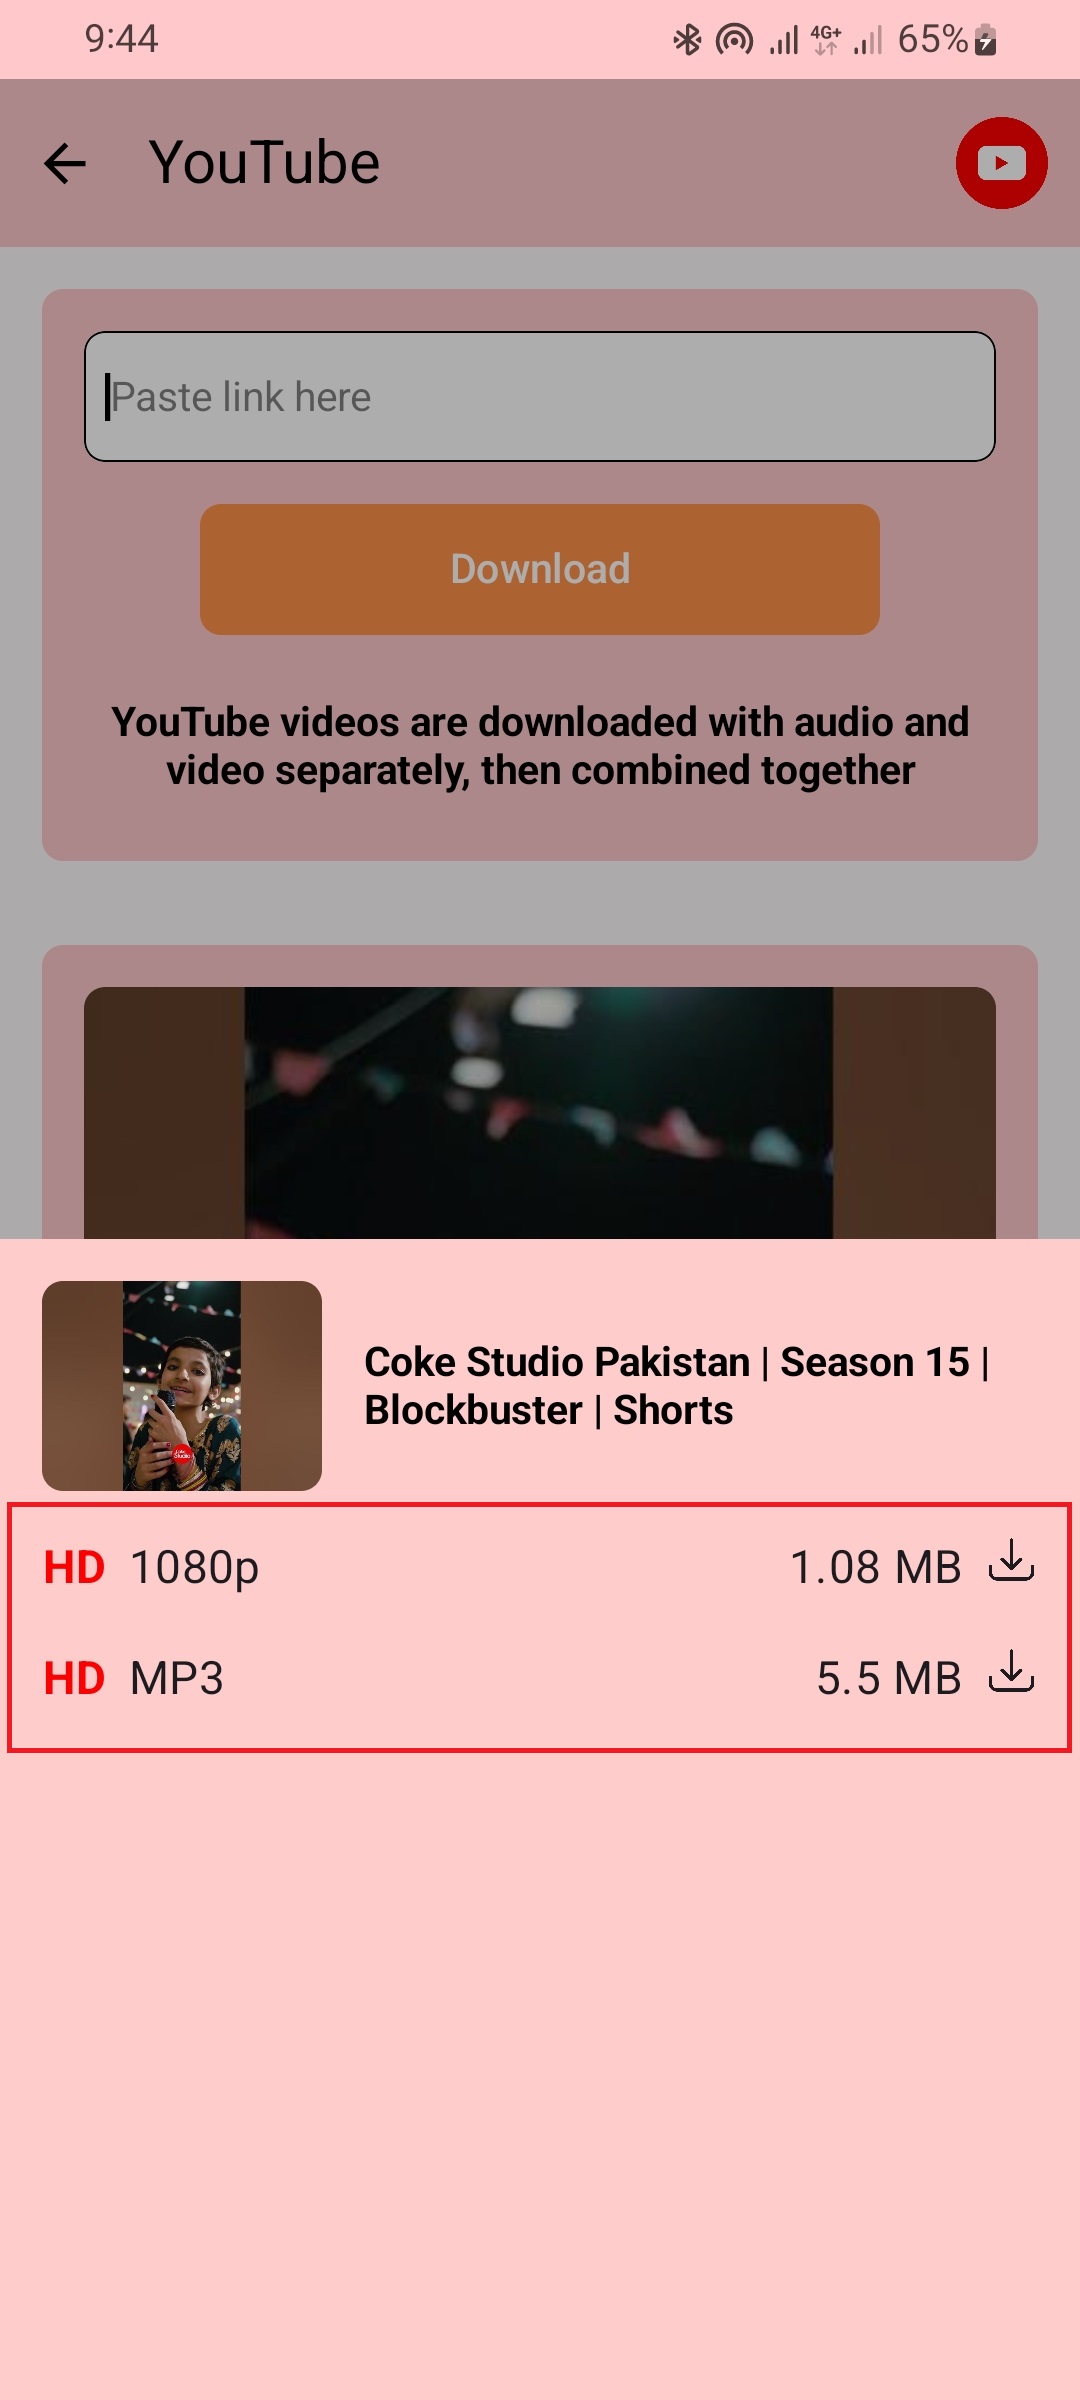 9:44
4G+
65%
YouTube
Paste link here
Download
YouTube videos are downloaded with audio and
video separately, then combined together
Coke Studio Pakistan | Season 15 |
Blockbuster | Shorts
HD 1080p 1.08 MB
HD MP3 5.5 MB